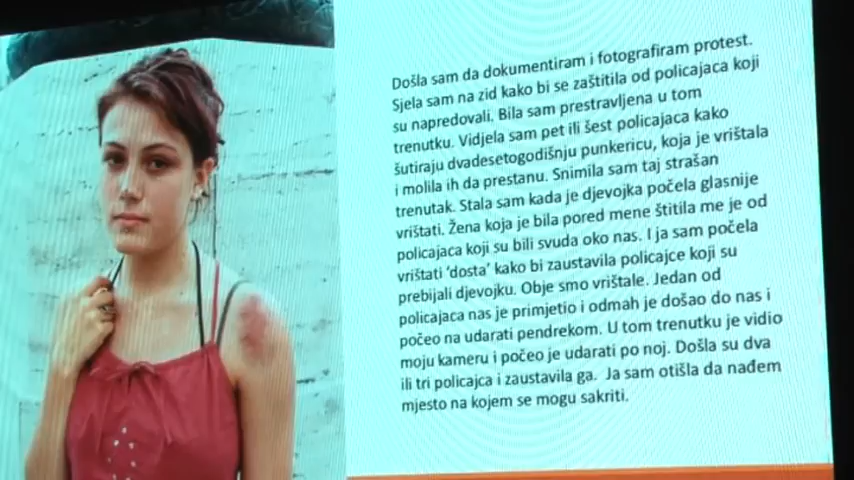 Došla sam da dokumentiram i fotografiram protest.
Sjela sam na zid kako bi se zaštitila od policajaca koji
su napredovali. Bila sam prestravljena u tom
trenutku. Vidjela sam pet ili šest policajaca kako
šutiraju dvadesetogodišnju punkericu, koja je vrištala
i molila ih da prestanu. Snimila sam taj strašan
trenutak. Stala sam kada je djevojka počela glasnije
vrištati. Žena koja je bila pored mene štitila me je od
policajaca koji su bili svuda oko nas. I ja sam počela
vrištati ‘dosta’ kako bi zaustavila policajce koji su
prebijali djevojku. Obje smo vrištale. Jedan od
policajaca nas je primjetio i odmah je došao do nas i
počeo na udarati pendrekom. U tom trenutku je vidio
moju kameru i počeo je udarati po noj. Došla su dva
ili tri policajca i zaustavila ga. Ja sam otišla da nađem
mjesto na kojem se mogu sakriti.